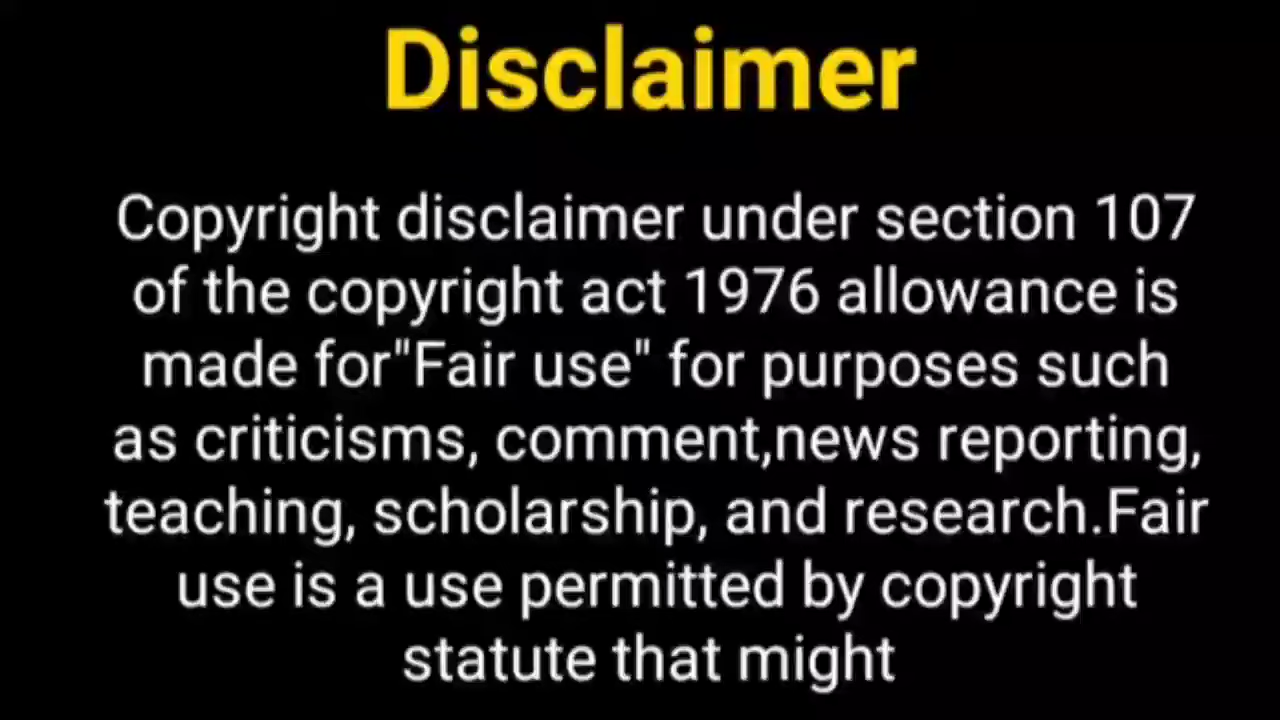 Disclaimer
Copyright disclaimer under section 107
of the copyright act 1976 allowance is
made for"Fair use" for purposes such
as criticisms, comment,news reporting,
teaching, scholarship, and research.Fair
use is a use permitted by copyright
statute that might